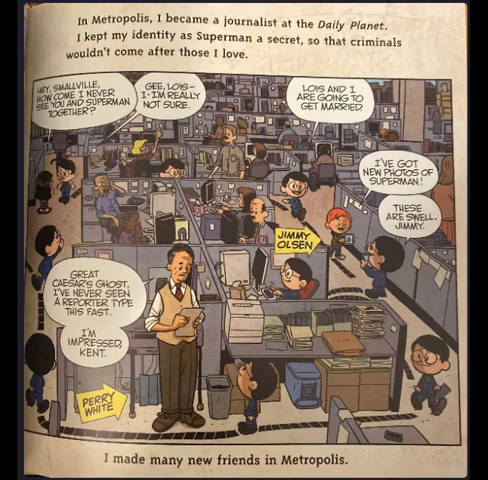 In Metropolis, I became a journalist at the Daily Planet.
I kept my identity as Superman a secret, so that criminals
wouldn't come after those I love.
HEY, SMALLVILLE,
HOW COME I NEVER
SEE YOU AND SUPERMAN
TOGETHER?
GEE, LOIS-
I-I'M REALLY
NOT SURE.
LOIS AND I
ARE GOING TO
GET MARRIED
I'VE GOT
NEW PHOTOS OF
SUPERMAN!
THESE
ARE SWELL,
JIMMY.
JIMMY
OLSEN
GREAT
CAESAR'S GHOST,
I'VE NEVER SEEN
A REPORTER TYPE
THIS FAST.
I'M
IMPRESSED,
KENT.
PERRY
WHITE
I made many new friends in Metropolis.